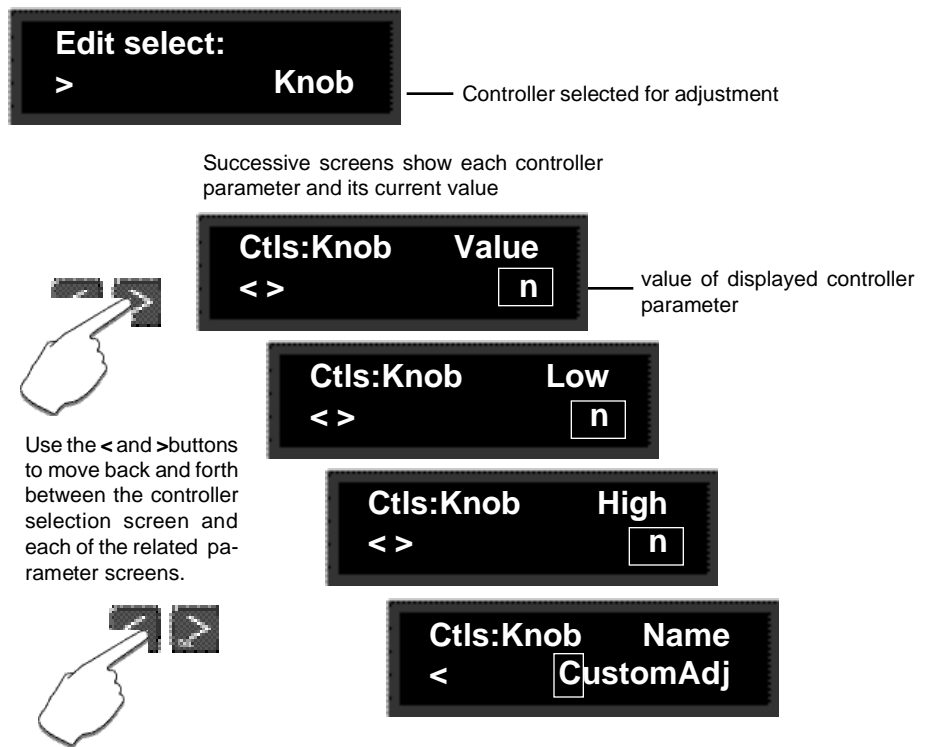 Edit select:
> Knob
Controller selected for adjustment
Successive screens show each controller
parameter and its current value
Ctls:Knob Value
< > n
value of displayed controller
parameter
< >
Ctls:Knob Low
< > n
Use the < and >buttons
to move back and forth
between the controller
selection screen and
each of the related pa-
rameter screens.
Ctls:Knob High
< > n
< >
Ctls:Knob Name
< CustomAdj